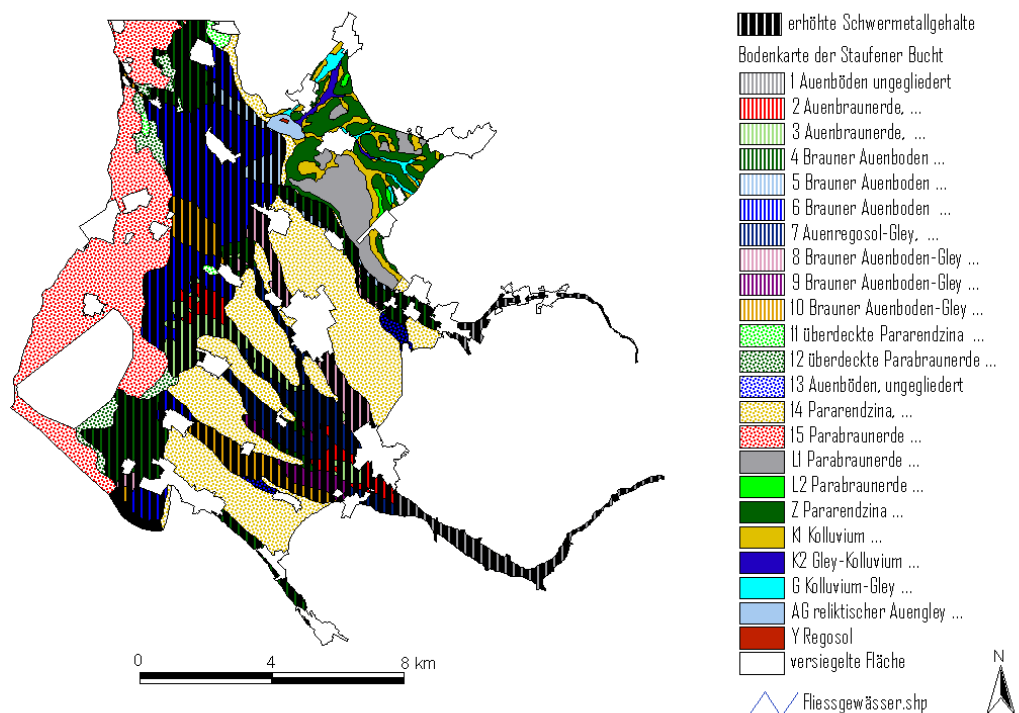 erhöhte Schwermetallgehalte
Bodenkarte der Staufener Bucht
1 Auenböden ungegliedert
2 Auenbraunerde, ...
3 Auenbraunerde, ...
4 Brauner Auenboden ...
5 Brauner Auenboden ...
6 Brauner Auenboden ...
7 Auenregosol-Gley, ...
8 Brauner Auenboden-Gley ...
9 Brauner Auenboden-Gley ...
10 Brauner Auenboden-Gley ...
11 überdeckte Pararendzina ...
12 überdeckte Parabraunerde ...
13 Auenböden, ungegliedert
14 Pararendzina, ...
15 Parabraunerde ...
L1 Parabraunerde ...
L2 Parabraunerde ...
Z Pararendzina ...
K1 Kolluvium ...
K2 Gley-Kolluvium ...
G Kolluvium-Gley ...
AG reliktischer Auengley ...
Y Regosol
versiegelte Fläche
Fliessgewässer.shp
N
0 4 8 km